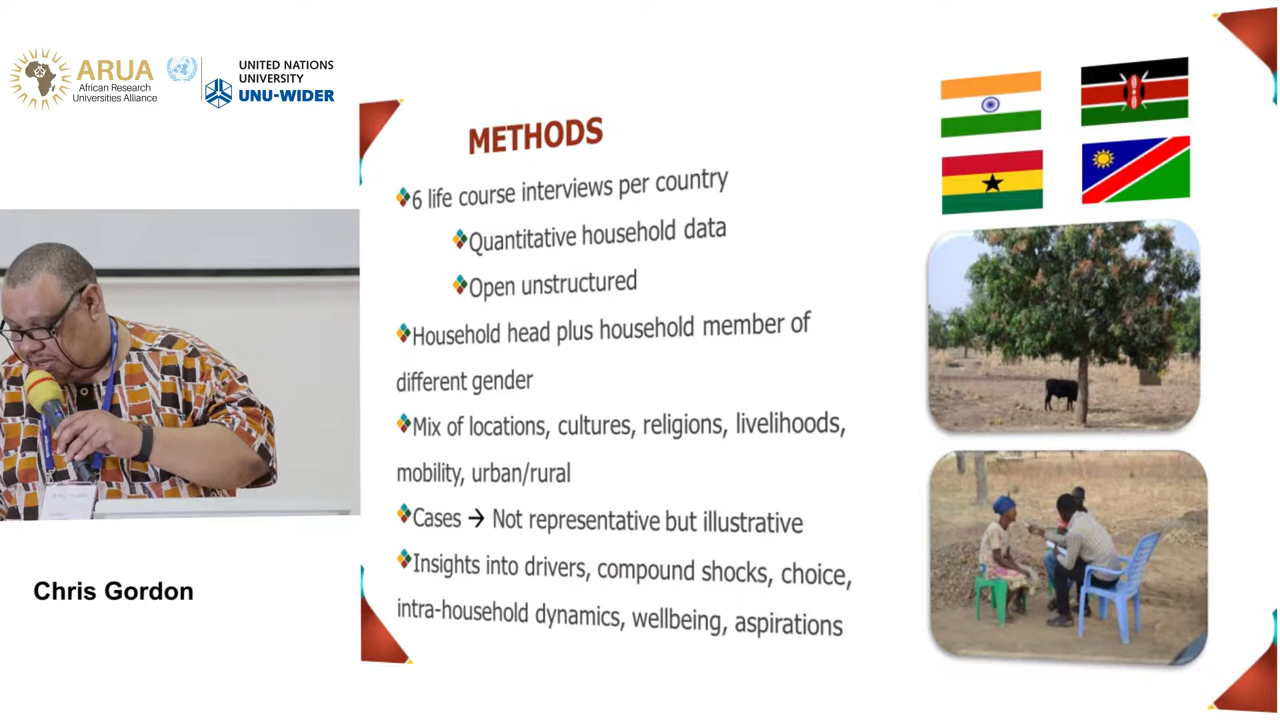 ARUA
African Research
Universities Alliance
UNITED NATIONS
UNIVERSITY
UNU-WIDER
METHODS
6 life course interviews per country
Quantitative household data
Open unstructured
Household head plus household member of
different gender
Mix of locations, cultures, religions, livelihoods,
mobility, urban/rural
Cases → Not representative but illustrative
Insights into drivers, compound shocks, choice,
intra-household dynamics, wellbeing, aspirations
Chris Gordon